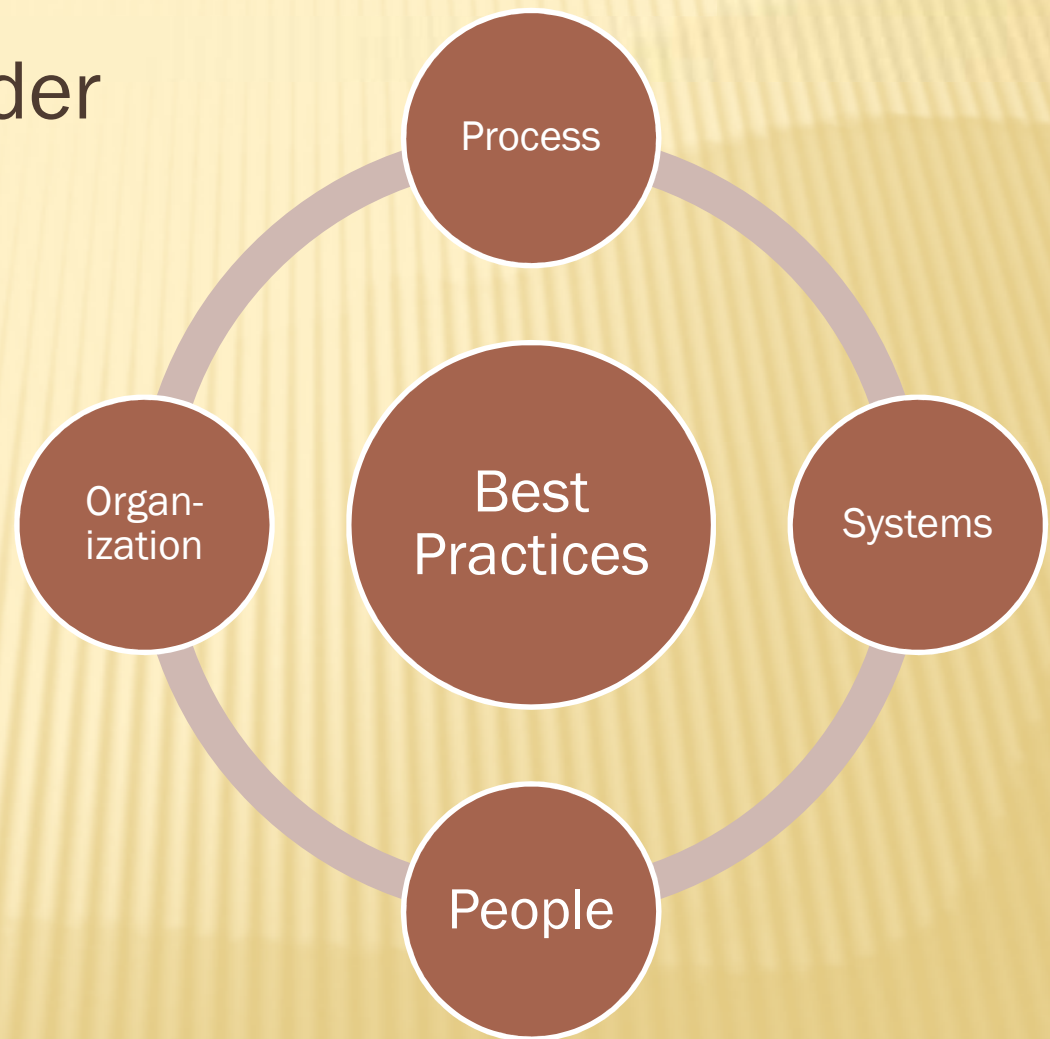 der
Process
Organ-
ization
Best
Practices
Systems
People